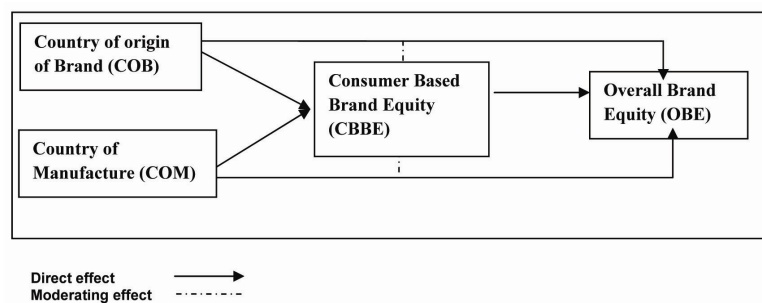 Country of origin
of Brand (COB)
Consumer Based
Brand Equity
(CBBE)
Overall Brand
Equity (OBE)
Country of
Manufacture (COM)
Direct effect
Moderating effect